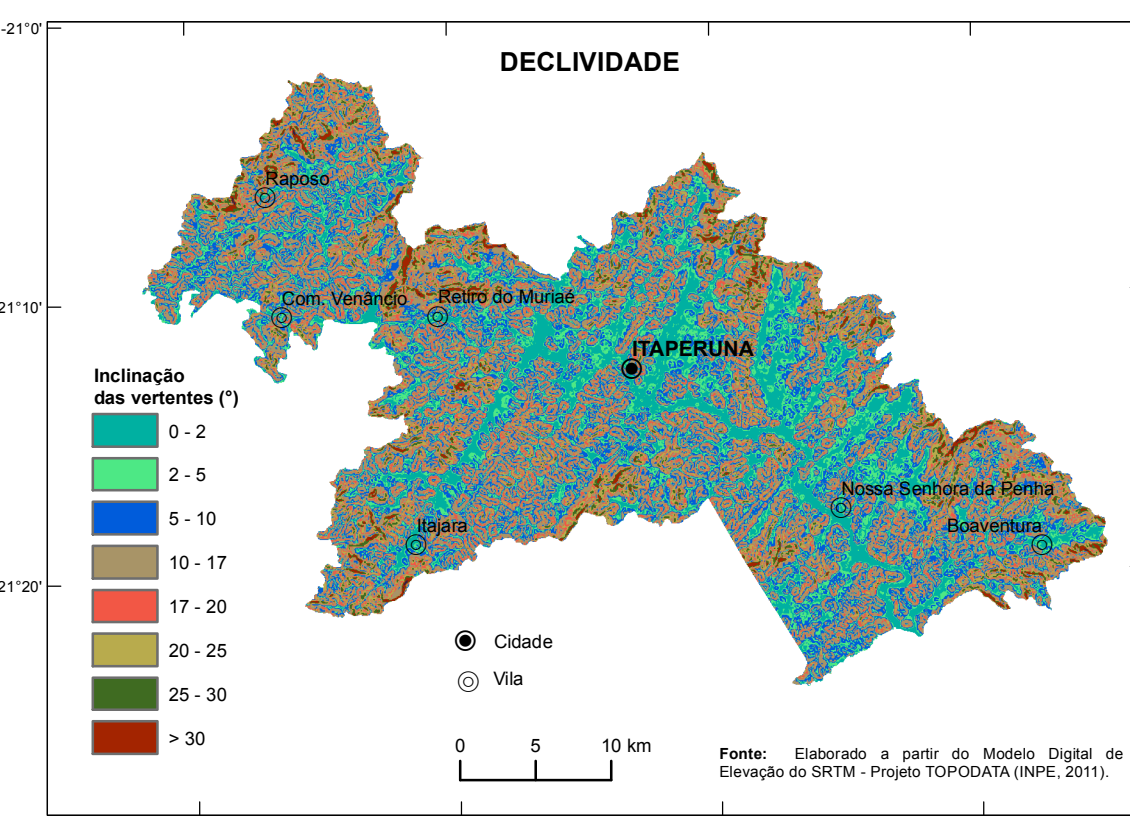 -21°0'
DECLIVIDADE
Raposo
21°10'
Com. Venâncio
Retiro do Muriaé
ITAPERUNA
Inclinação
das vertentes (°)
0 - 2
2 - 5
5 - 10
10 - 17
17 - 20
20 - 25
25 - 30
> 30
Nossa Senhora da Penha
Itajara
Boaventura
21°20'
Cidade
Vila
0 5 10 km
Fonte: Elaborado a partir do Modelo Digital de
Elevação do SRTM - Projeto TOPODATA (INPE, 2011).